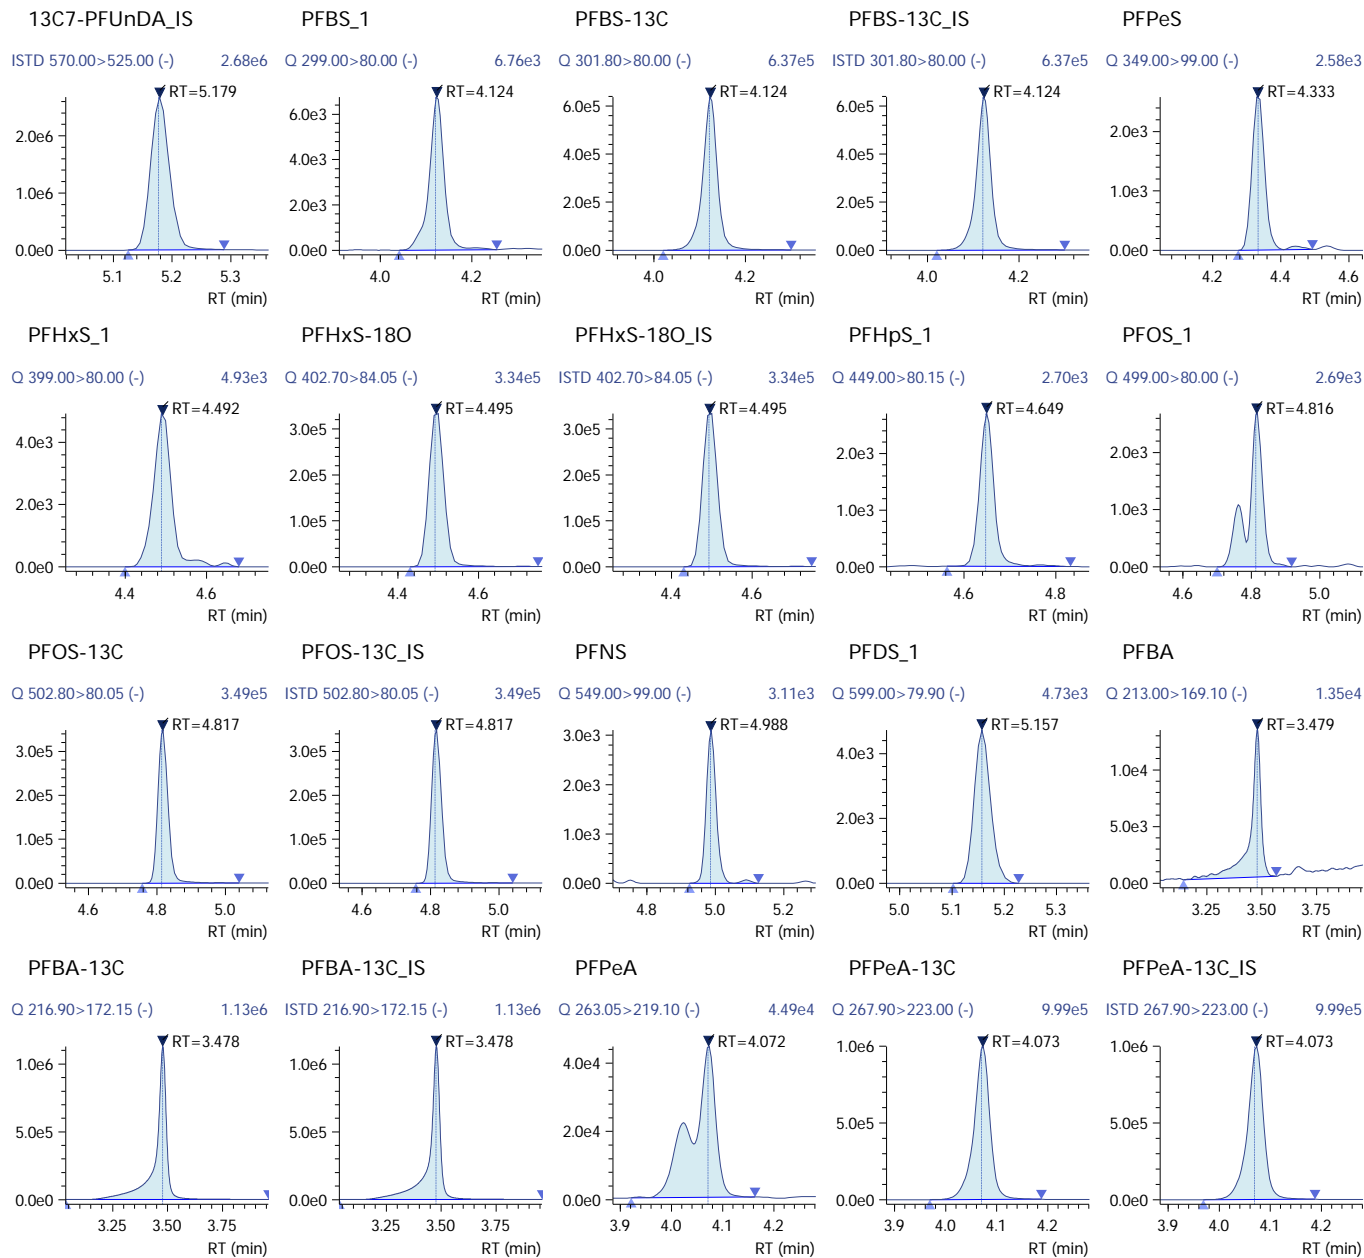 13C7-PFUnDA_IS PFBS_1 PFBS-13C PFBS-13C_IS PFPeS
ISTD 570.00>525.00 (-) 2.68e6 Q 299.00>80.00 (-) 6.76e3 Q 301.80>80.00 (-) 6.37e5 ISTD 301.80>80.00 (-) 6.37e5 Q 349.00>99.00 (-) 2.58e3
RT=5.179 RT=4.124 RT=4.124 RT=4.124 RT=4.333
2.0e6 6.0e3 6.0e5 6.0e5 2.0e3
1.0e6 4.0e3 4.0e5 4.0e5 1.0e3
0.0e0 2.0e3 2.0e5 2.0e5 0.0e0
0.0e0 0.0e0 0.0e0
5.1 5.2 5.3 4.0 4.2 4.0 4.2 4.0 4.2 4.2 4.4 4.6
RT (min) RT (min) RT (min) RT (min) RT (min)
PFHxS_1 PFHxS-18O PFHxS-18O_IS PFHpS_1 PFOS_1
Q 399.00>80.00 (-) 4.93e3 Q 402.70>84.05 (-) 3.34e5 ISTD 402.70>84.05 (-) 3.34e5 Q 449.00>80.15 (-) 2.70e3 Q 499.00>80.00 (-) 2.69e3
RT=4.492 RT=4.495 RT=4.495 RT=4.649 RT=4.816
4.0e3 3.0e5 3.0e5 2.0e3 2.0e3
2.0e3 2.0e5 2.0e5 1.0e3 1.0e3
0.0e0 1.0e5 1.0e5 0.0e0 0.0e0
0.0e0 0.0e0
4.4 4.6 4.4 4.6 4.4 4.6 4.6 4.8 4.6 4.8 5.0
RT (min) RT (min) RT (min) RT (min) RT (min)
PFOS-13C PFOS-13C_IS PFNS PFDS_1 PFBA
Q 502.80>80.05 (-) 3.49e5 ISTD 502.80>80.05 (-) 3.49e5 Q 549.00>99.00 (-) 3.11e3 Q 599.00>79.90 (-) 4.73e3 Q 213.00>169.10 (-) 1.35e4
RT=4.817 RT=4.817 RT=4.988 RT=5.157 RT=3.479
3.0e5 3.0e5 3.0e3 4.0e3 1.0e4
2.0e5 2.0e5 2.0e3 2.0e3 5.0e3
1.0e5 1.0e5 1.0e3 0.0e0 0.0e0
0.0e0 0.0e0 0.0e0
4.6 4.8 5.0 4.6 4.8 5.0 4.8 5.0 5.2 5.0 5.1 5.2 5.3 3.25 3.50 3.75
RT (min) RT (min) RT (min) RT (min) RT (min)
PFBA-13C PFBA-13C_IS PFPeA PFPeA-13C PFPeA-13C_IS
Q 216.90>172.15 (-) 1.13e6 ISTD 216.90>172.15 (-) 1.13e6 Q 263.05>219.10 (-) 4.49e4 Q 267.90>223.00 (-) 9.99e5 ISTD 267.90>223.00 (-) 9.99e5
RT=3.478 RT=3.478 RT=4.072 RT=4.073 RT=4.073
1.0e6 1.0e6 4.0e4 1.0e6 1.0e6
5.0e5 5.0e5 2.0e4 5.0e5 5.0e5
0.0e0 0.0e0 0.0e0 0.0e0 0.0e0
3.25 3.50 3.75 3.25 3.50 3.75 3.9 4.0 4.1 4.2 3.9 4.0 4.1 4.2 3.9 4.0 4.1 4.2
RT (min) RT (min) RT (min) RT (min) RT (min)